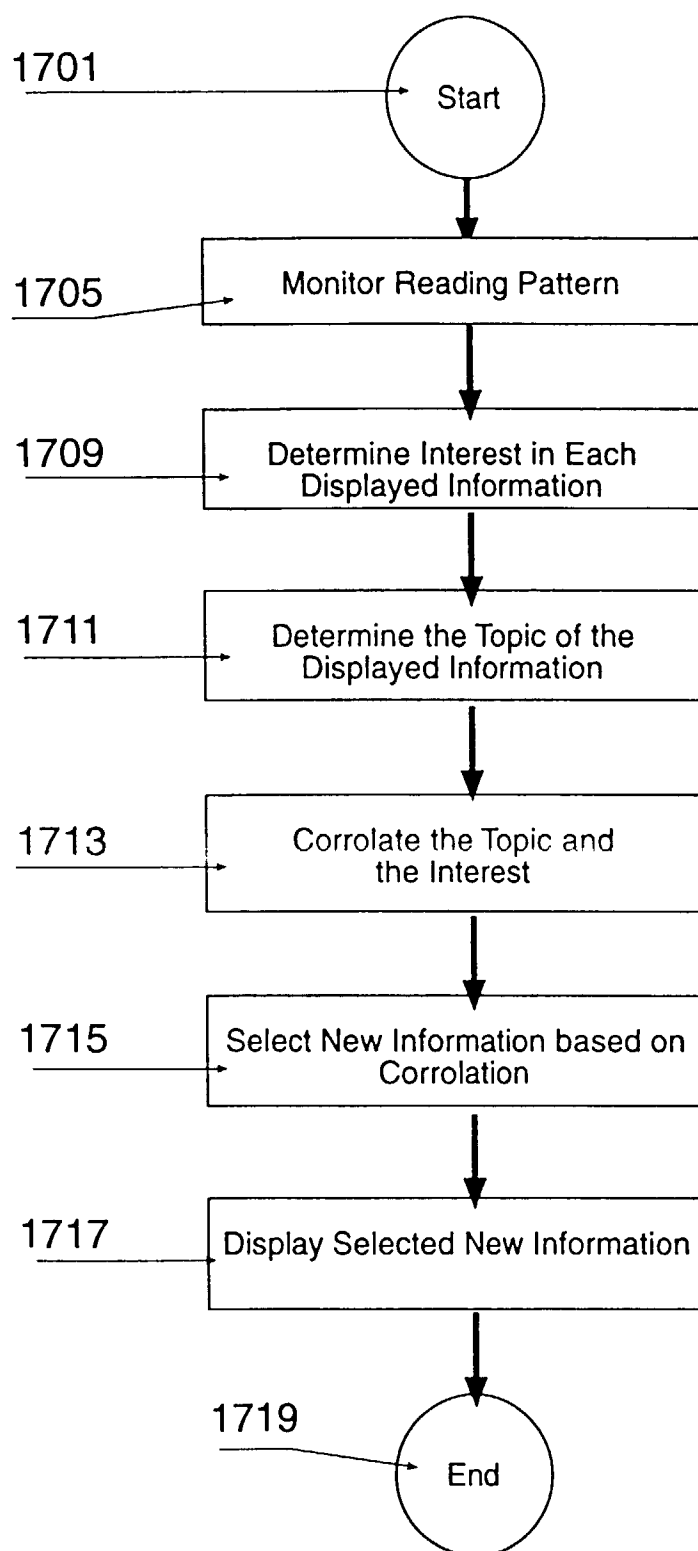 1701
Start
1705
Monitor Reading Pattern
1709
Determine Interest in Each
Displayed Information
1711
Determine the Topic of the
Displayed Information
1713
Corrolate the Topic and
the Interest
1715
Select New Information based on
Corrolation
1717
Display Selected New Information
1719
End